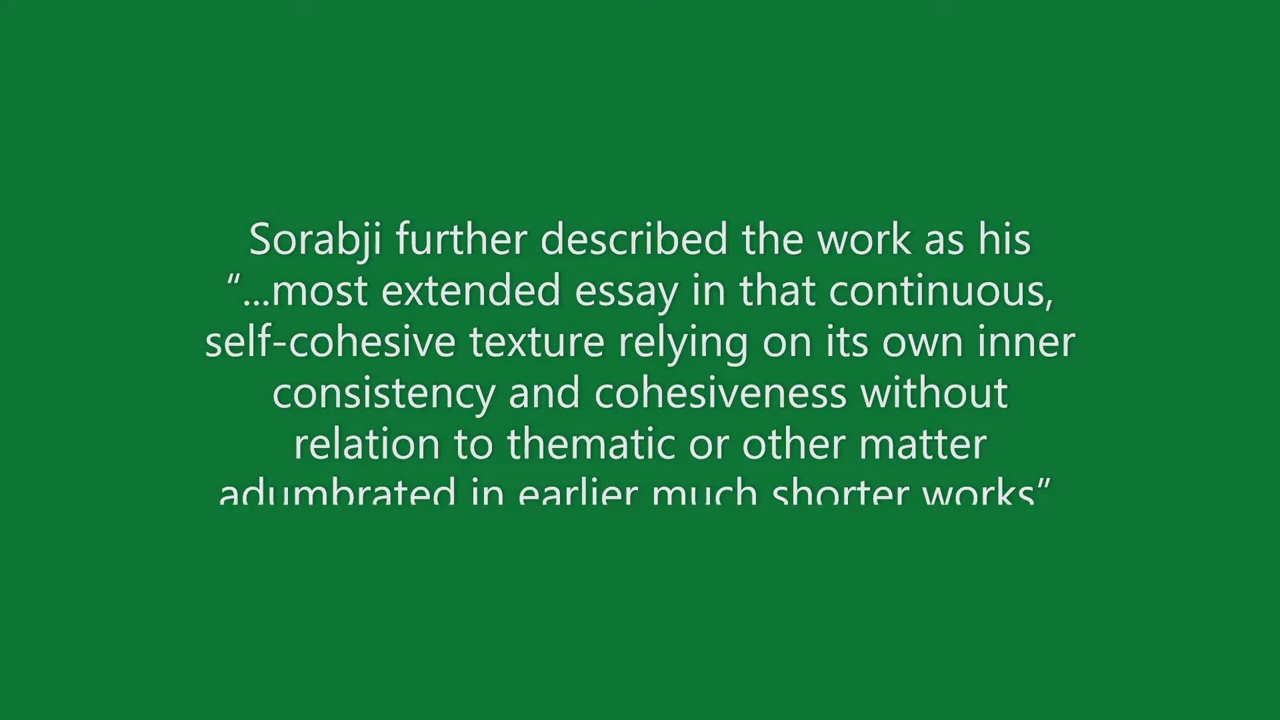 Sorabji further described the work as his
“...most extended essay in that continuous,
self-cohesive texture relying on its own inner
consistency and cohesiveness without
relation to thematic or other matter
adumbrated in earlier much shorter works”